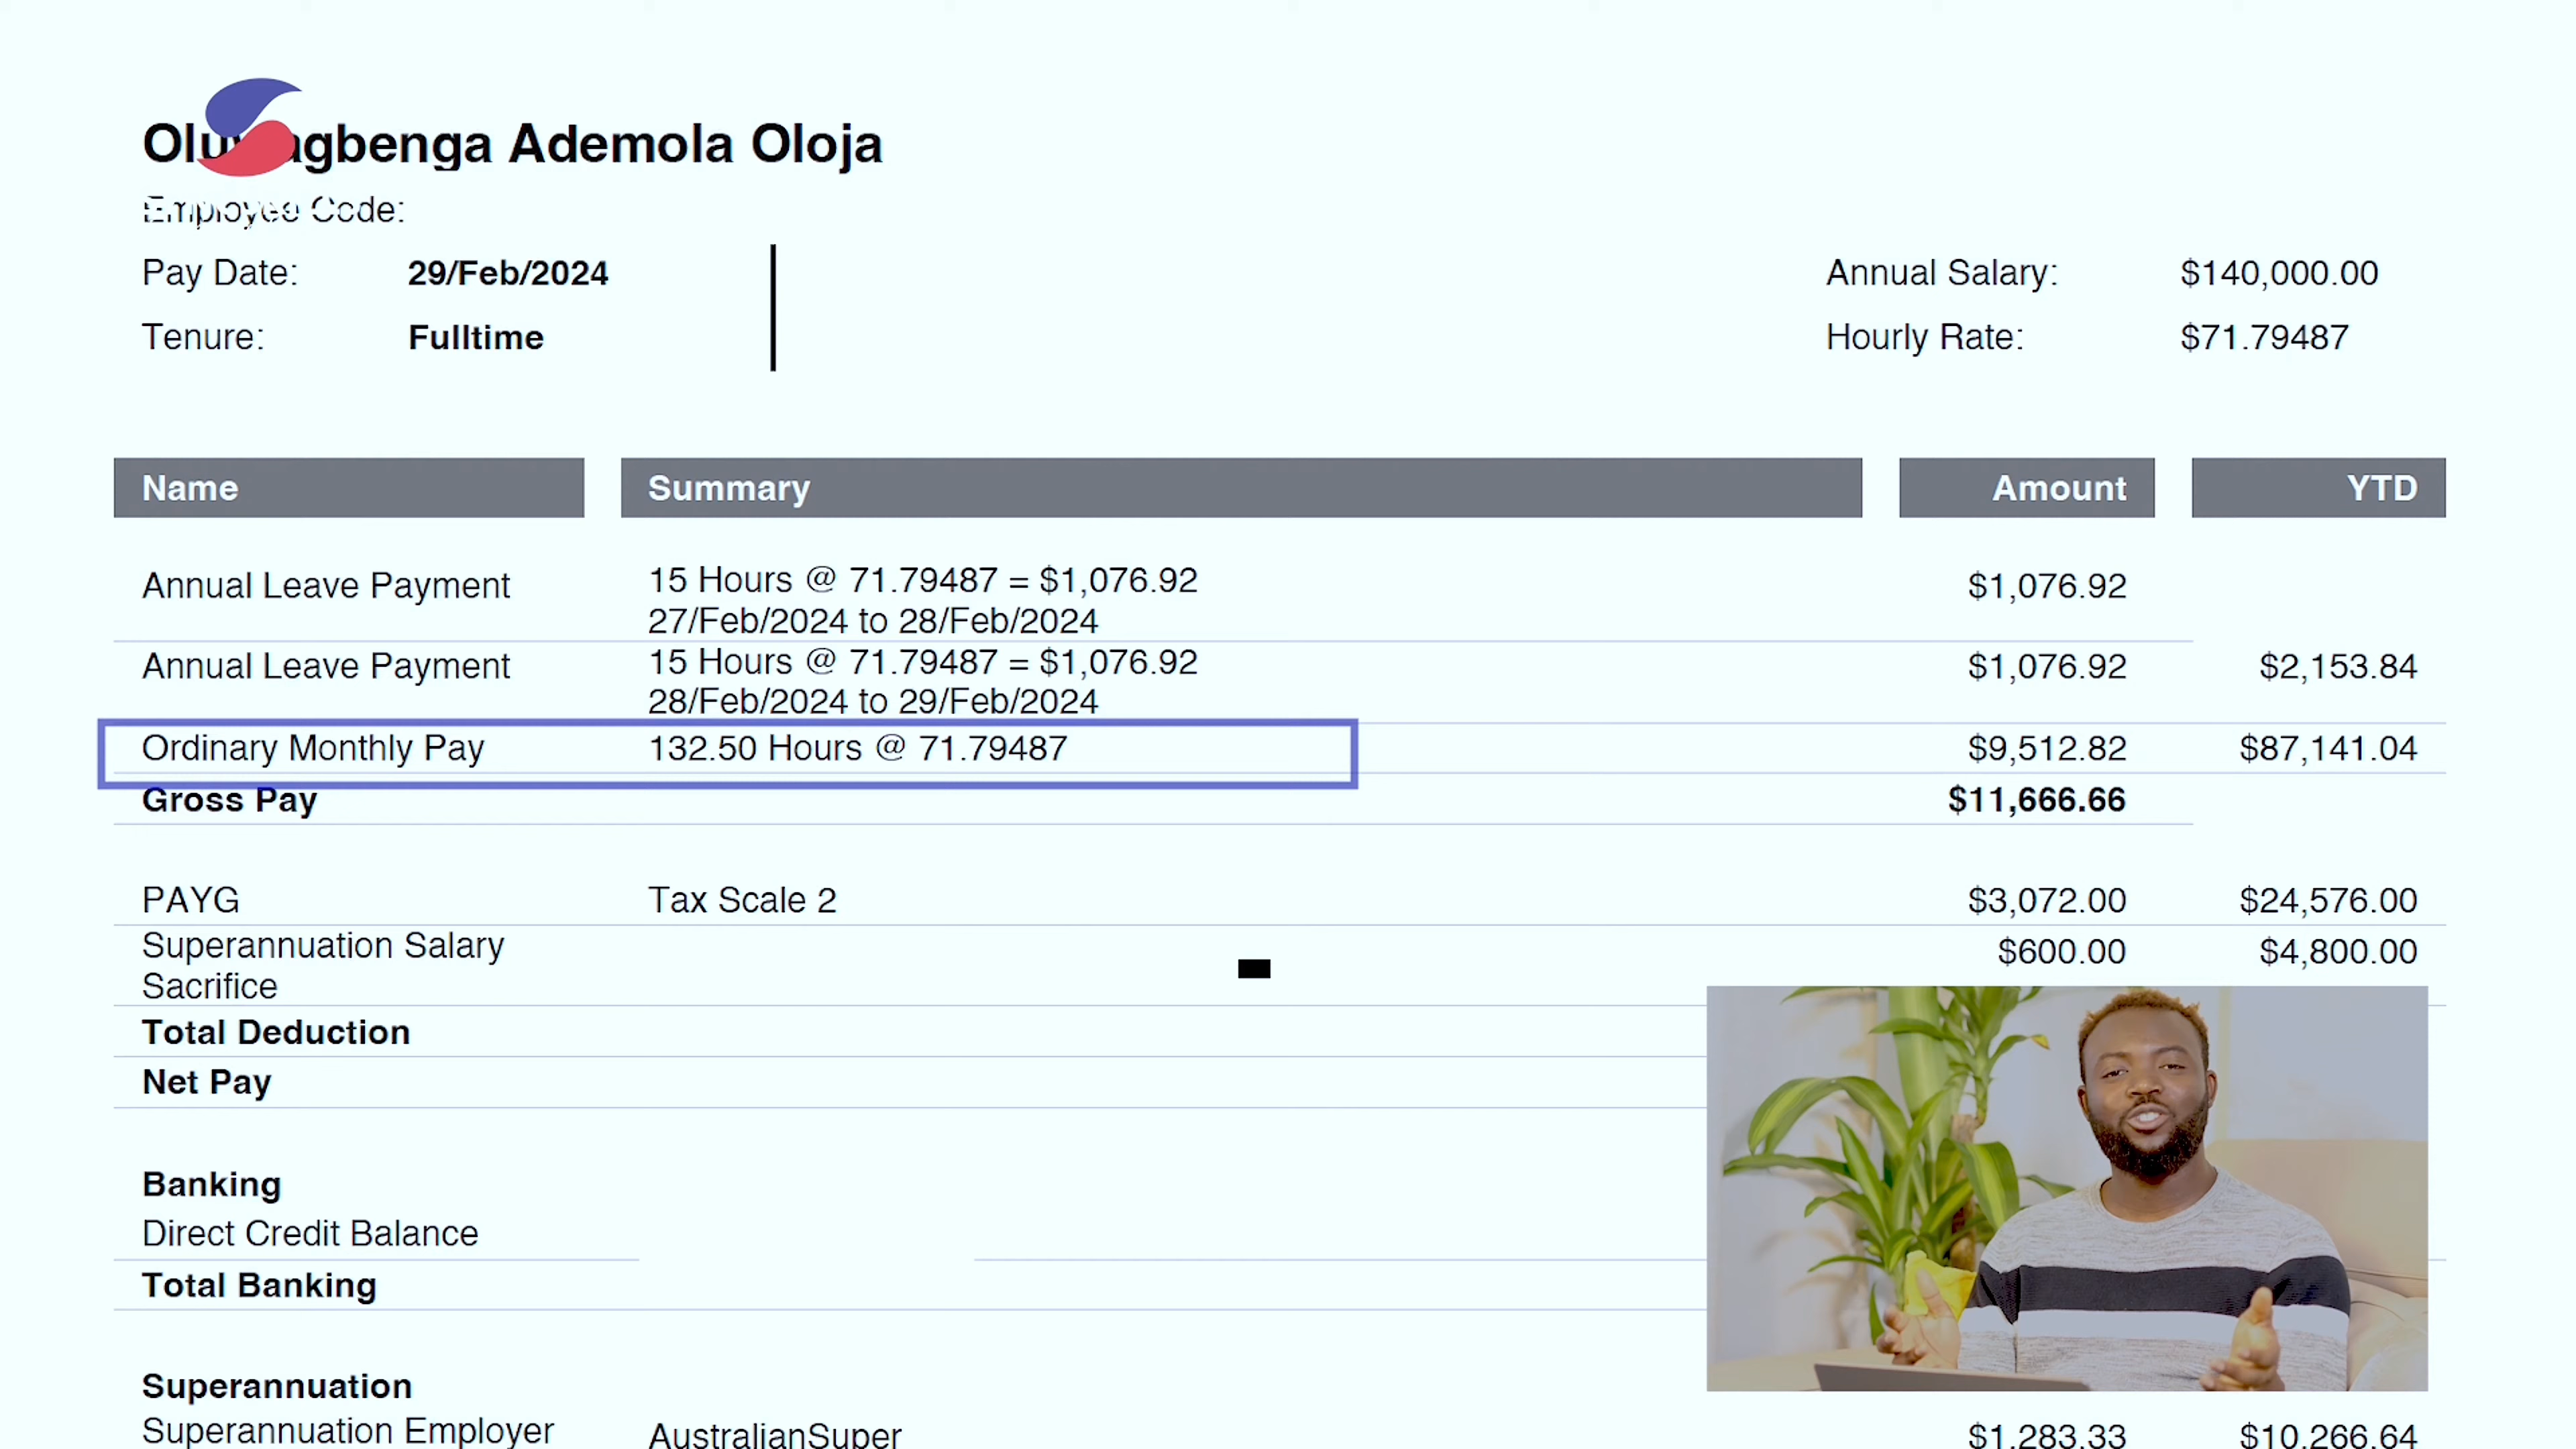 Ademola Oloja
Employee Code:
Pay Date: 29/Feb/2024 Annual Salary: $140,000.00
Tenure: Fulltime Hourly Rate: $71.79487
Name Summary Amount YTD
Annual Leave Payment 15 Hours @ 71.79487 = $1,076.92 $1,076.92
27/Feb/2024 to 28/Feb/2024
Annual Leave Payment 15 Hours @ 71.79487 = $1,076.92 $1,076.92 $2,153.84
28/Feb/2024 to 29/Feb/2024
Ordinary Monthly Pay 132.50 Hours @ 71.79487 $9,512.82 $87,141.04
Gross Pay $11,666.66
PAYG Tax Scale 2 $3,072.00 $24,576.00
Superannuation Salary $600.00 $4,800.00
Sacrifice
Total Deduction
Net Pay
Banking
Direct Credit Balance
Total Banking
Superannuation
Superannuation Employer AustralianSuper $1,283.33 $10,266.64